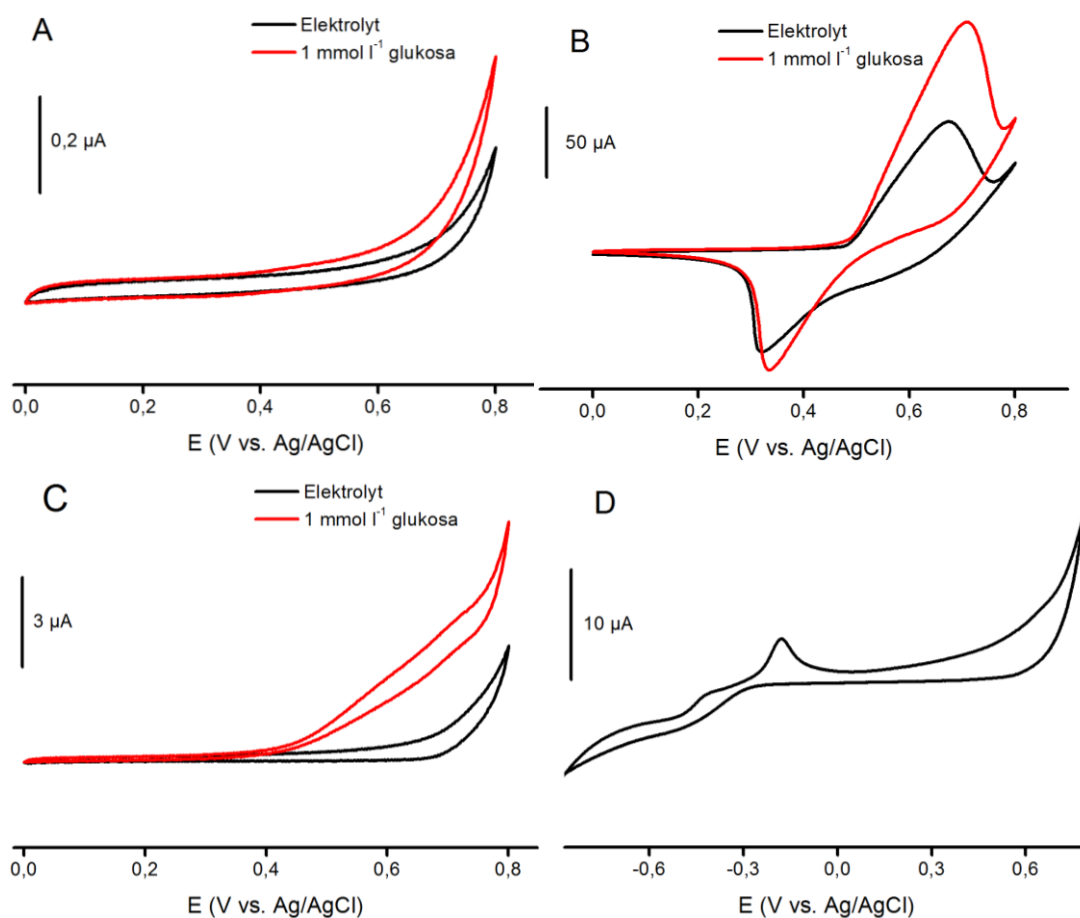 A
Elektrolyt
1 mmol l⁻¹ glukosa
0,2 µA
0,0 0,2 0,4 0,6 0,8
E (V vs. Ag/AgCl)
B
Elektrolyt
1 mmol l⁻¹ glukosa
50 µA
0,0 0,2 0,4 0,6 0,8
E (V vs. Ag/AgCl)
C
Elektrolyt
1 mmol l⁻¹ glukosa
3 µA
0,0 0,2 0,4 0,6 0,8
E (V vs. Ag/AgCl)
D
10 µA
-0,6 -0,3 0,0 0,3 0,6
E (V vs. Ag/AgCl)